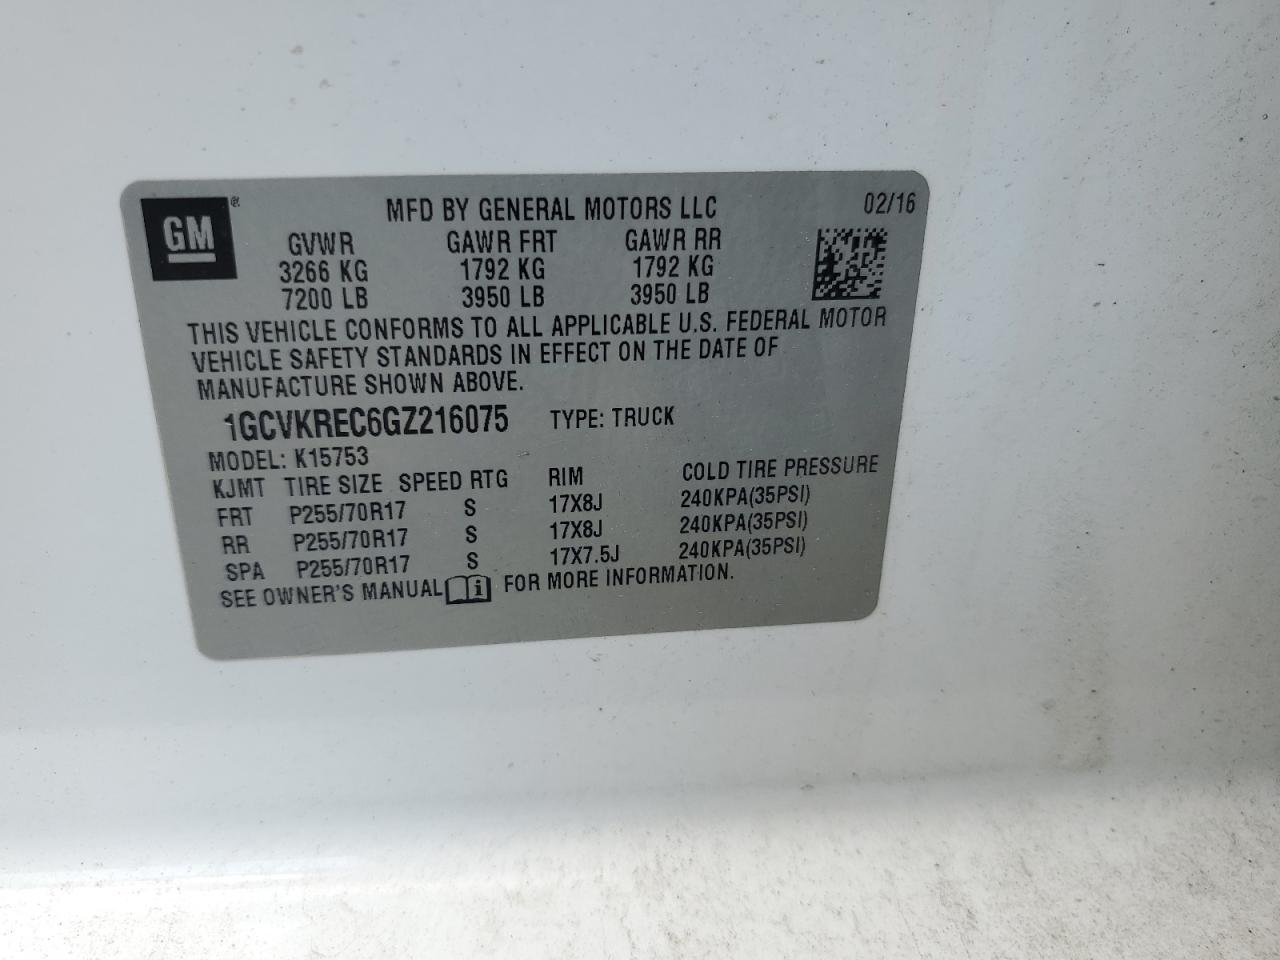 GM®
MFD BY GENERAL MOTORS LLC 02/16
GVWR GAWR FRT GAWR RR
3266 KG 1792 KG 1792 KG
7200 LB 3950 LB 3950 LB
THIS VEHICLE CONFORMS TO ALL APPLICABLE U.S. FEDERAL MOTOR
VEHICLE SAFETY STANDARDS IN EFFECT ON THE DATE OF
MANUFACTURE SHOWN ABOVE.
1GCVKREC6GZ216075 TYPE: TRUCK
MODEL: K15753
KJMT TIRE SIZE SPEED RTG RIM COLD TIRE PRESSURE
FRT P255/70R17 S 17X8J 240KPA(35PSI)
RR P255/70R17 S 17X8J 240KPA(35PSI)
SPA P255/70R17 S 17X7.5J 240KPA(35PSI)
SEE OWNER'S MANUAL i FOR MORE INFORMATION.